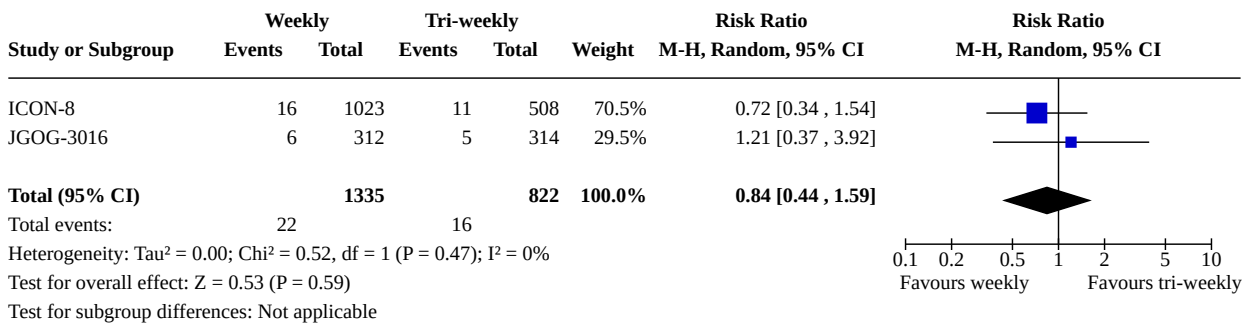 Weekly Tri-weekly Risk Ratio Risk Ratio
Study or Subgroup Events Total Events Total Weight M-H, Random, 95% CI M-H, Random, 95% CI
ICON-8 16 1023 11 508 70.5% 0.72 [0.34 , 1.54]
JGOG-3016 6 312 5 314 29.5% 1.21 [0.37 , 3.92]
Total (95% CI) 1335 822 100.0% 0.84 [0.44 , 1.59]
Total events: 22 16
Heterogeneity: Tau² = 0.00; Chi² = 0.52, df = 1 (P = 0.47); I² = 0%
0.1 0.2 0.5 1 2 5 10
Test for overall effect: Z = 0.53 (P = 0.59) Favours weekly Favours tri-weekly
Test for subgroup differences: Not applicable